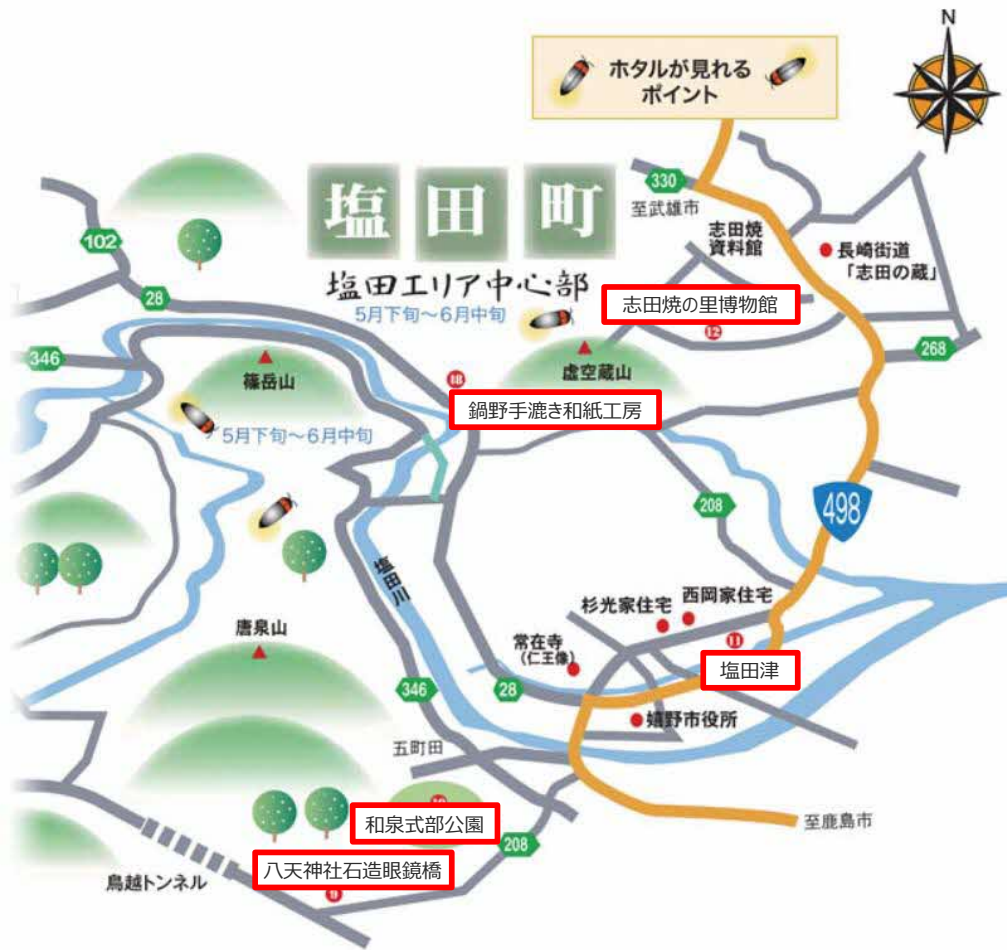 N
ホタルが見れる
ポイント
330
至武雄市
塩田町
塩田エリア中心部
5月下旬～6月中旬
志田焼
資料館
長崎街道
「志田の蔵」
102
28
志田焼の里博物館
12
346
篠岳山
虚空蔵山
268
18
鍋野手漉き和紙工房
5月下旬～6月中旬
208
498
塩田川
杉光家住宅
西岡家住宅
唐泉山
常在寺
(仁王像)
11
塩田津
346
28
嬉野市役所
五町田
和泉式部公園
至鹿島市
208
八天神社石造眼鏡橋
鳥越トンネル
9